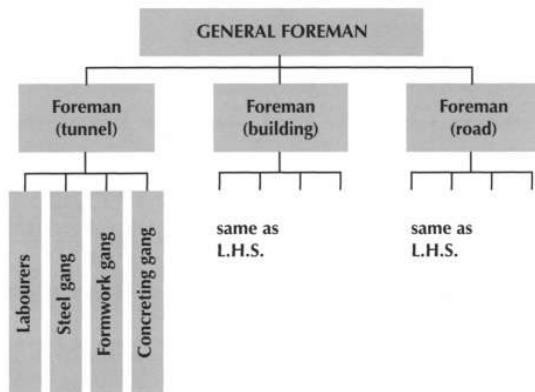 GENERAL FOREMAN
Foreman
(tunnel)
Foreman
(building)
Foreman
(road)
Labourers
Steel gang
Formwork gang
Concreting gang
same as
L.H.S.
same as
L.H.S.